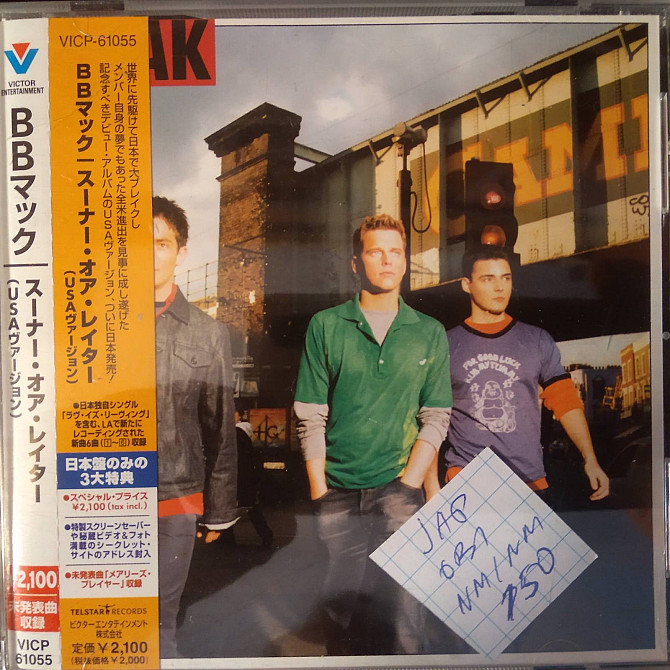 VICTOR
ENTERTAINMENT
BBマック
スーナー・オア・レイター
(USAヴァージョン)
¥2,100
未発表曲
収録
VICP
61055
VICP-61055
BBマック|スーナー・オア・レイター
(USAヴァージョン)
世界に先駆けて日本で大ブレイクし
メンバー自身の夢でもあった全米進出を見事に成し遂げた
記念すべきデビュー・アルバムのUSAヴァージョン、ついに日本発売!
●日本独自シングル
「ラヴ・イズ・リーヴィング」
を含む、LAで新たに
レコーディングされた
新曲6曲収録
日本盤のみの
3大特典
●スペシャル・プライス
¥2,100 (tax incl.)
●特製スクリーンセーバー
や秘蔵ビデオ&フォト
満載のシークレット・
サイトのアドレス封入
●未発表曲「メアリーズ・
プレイヤー」収録
TELSTAR RECORDS
ビクターエンタテインメント
株式会社
定価¥2,100
(税抜価格¥2,000)
AK
CAM
FOR GOOD LUCK
RUB MY TUMMY
JAP
OBI
NM/NM
750